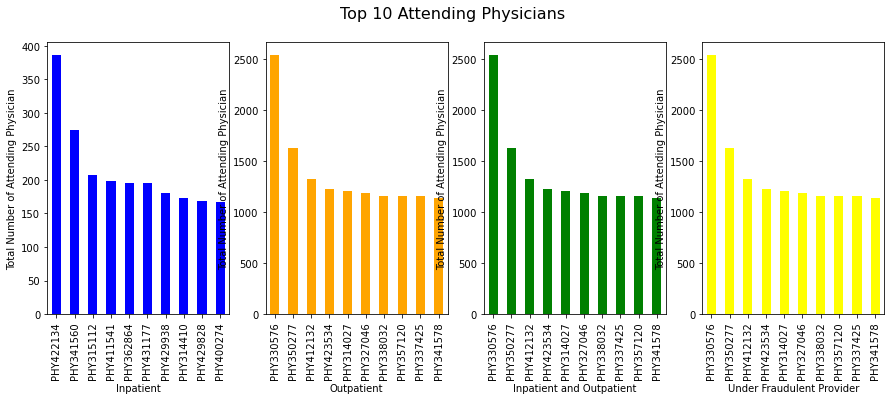 Top 10 Attending Physicians
Total Number of Attending Physician
400
350
300
250
200
150
100
50
0
PHY422134
PHY341560
PHY315112
PHY411541
PHY362864
PHY431177
PHY429938
PHY314410
PHY429828
PHY400274
Inpatient
Total Number of Attending Physician
2500
2000
1500
1000
500
0
PHY330576
PHY350277
PHY412132
PHY423534
PHY314027
PHY327046
PHY338032
PHY357120
PHY337425
PHY341578
Outpatient
Total Number of Attending Physician
2500
2000
1500
1000
500
0
PHY330576
PHY350277
PHY412132
PHY423534
PHY314027
PHY327046
PHY338032
PHY337425
PHY357120
PHY341578
Inpatient and Outpatient
Total Number of Attending Physician
2500
2000
1500
1000
500
0
PHY330576
PHY350277
PHY412132
PHY423534
PHY314027
PHY327046
PHY338032
PHY357120
PHY337425
PHY341578
Under Fraudulent Provider